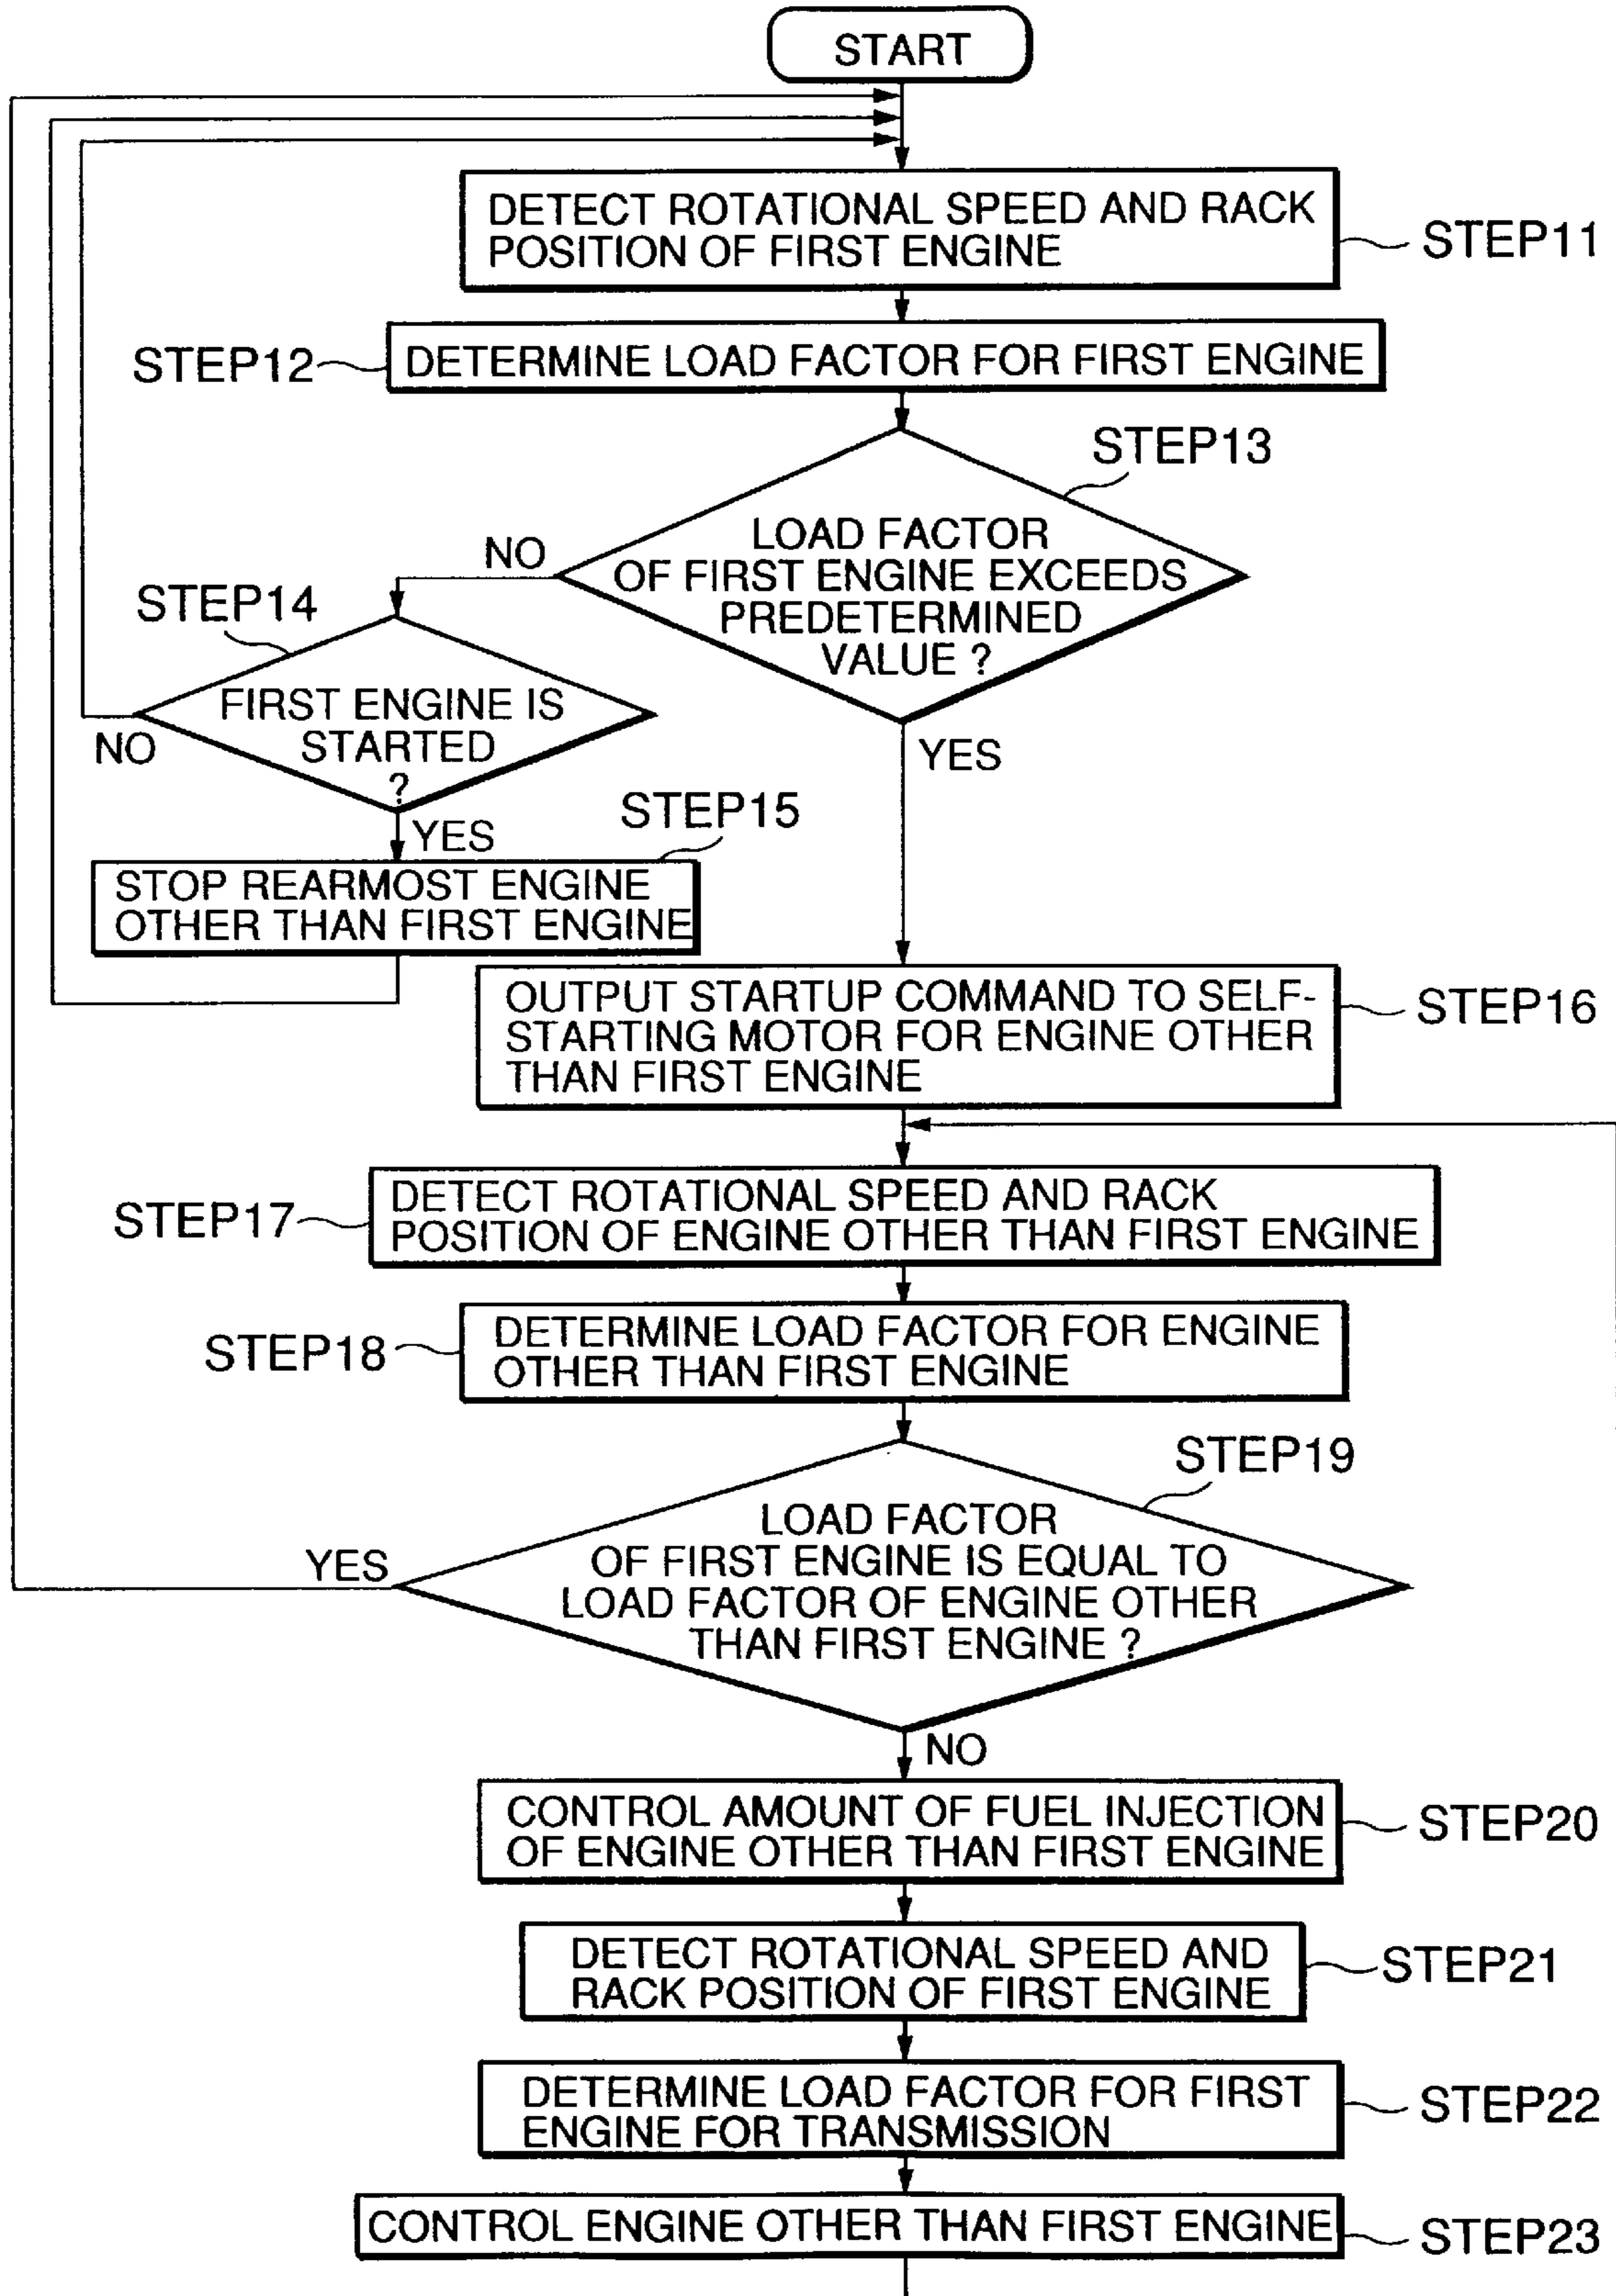 START
DETECT ROTATIONAL SPEED AND RACK
POSITION OF FIRST ENGINE
STEP11
STEP12
DETERMINE LOAD FACTOR FOR FIRST ENGINE
STEP13
LOAD FACTOR
OF FIRST ENGINE EXCEEDS
PREDETERMINED
VALUE ?
NO
STEP14
FIRST ENGINE IS
STARTED
?
NO
YES
YES
STEP15
STOP REARMOST ENGINE
OTHER THAN FIRST ENGINE
OUTPUT STARTUP COMMAND TO SELF-
STARTING MOTOR FOR ENGINE OTHER
THAN FIRST ENGINE
STEP16
STEP17
DETECT ROTATIONAL SPEED AND RACK
POSITION OF ENGINE OTHER THAN FIRST ENGINE
STEP18
DETERMINE LOAD FACTOR FOR ENGINE
OTHER THAN FIRST ENGINE
STEP19
LOAD FACTOR
OF FIRST ENGINE IS EQUAL TO
LOAD FACTOR OF ENGINE OTHER
THAN FIRST ENGINE ?
YES
NO
CONTROL AMOUNT OF FUEL INJECTION
OF ENGINE OTHER THAN FIRST ENGINE
STEP20
DETECT ROTATIONAL SPEED AND
RACK POSITION OF FIRST ENGINE
STEP21
DETERMINE LOAD FACTOR FOR FIRST
ENGINE FOR TRANSMISSION
STEP22
CONTROL ENGINE OTHER THAN FIRST ENGINE
STEP23